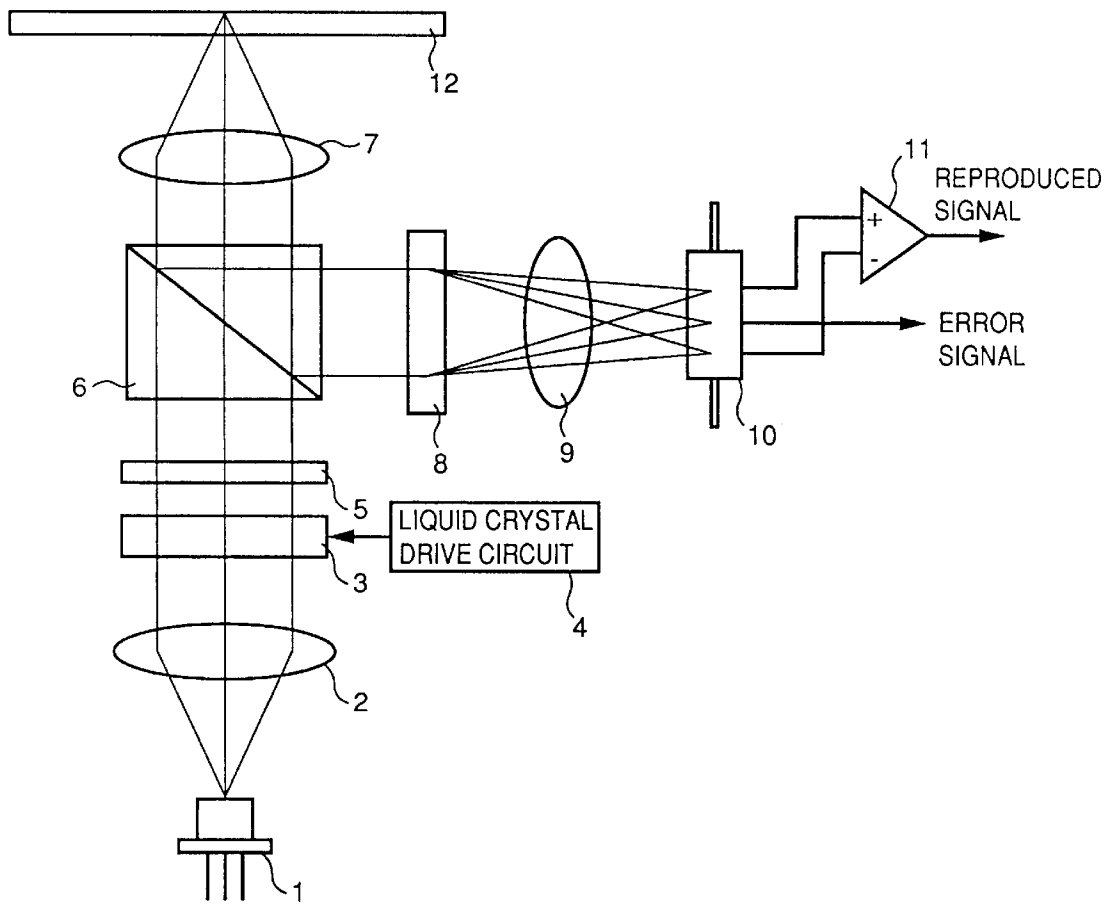 12
7
11
REPRODUCED
SIGNAL
+
-
ERROR
SIGNAL
6
8
9
10
5
LIQUID CRYSTAL
DRIVE CIRCUIT
3
4
2
1